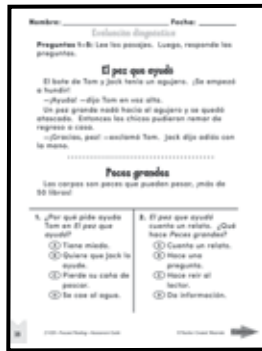 Nombre: Fecha:
Evaluación diagnóstica
Preguntas 1–5: Lee los pasajes. Luego, responde las
preguntas.
El pez que ayudó
El bote de Tom y Jack tenía un agujero. ¡Se empezó
a hundir!
—¡Ayuda! —dijo Tom en voz alta.
Un pez grande nadó hacia el agujero y se quedó
atascado. Entonces los chicos pudieron remar de
regreso a casa.
—¡Gracias, pez! —exclamó Tom. Jack dijo adiós con
la mano.
Peces grandes
Las carpas son peces que pueden pesar, ¡más de
50 libras!
1. ¿Por qué pide ayuda
Tom en El pez que
ayudó?
A Tiene miedo.
B Quiere que Jack lo
ayude.
C Pierde su caña de
pescar.
D Se cae al agua.
2. El pez que ayudó
cuenta un relato. ¿Qué
hace Peces grandes?
A Cuenta un relato.
B Hace una
pregunta.
C Hace reír al
lector.
D Da información.